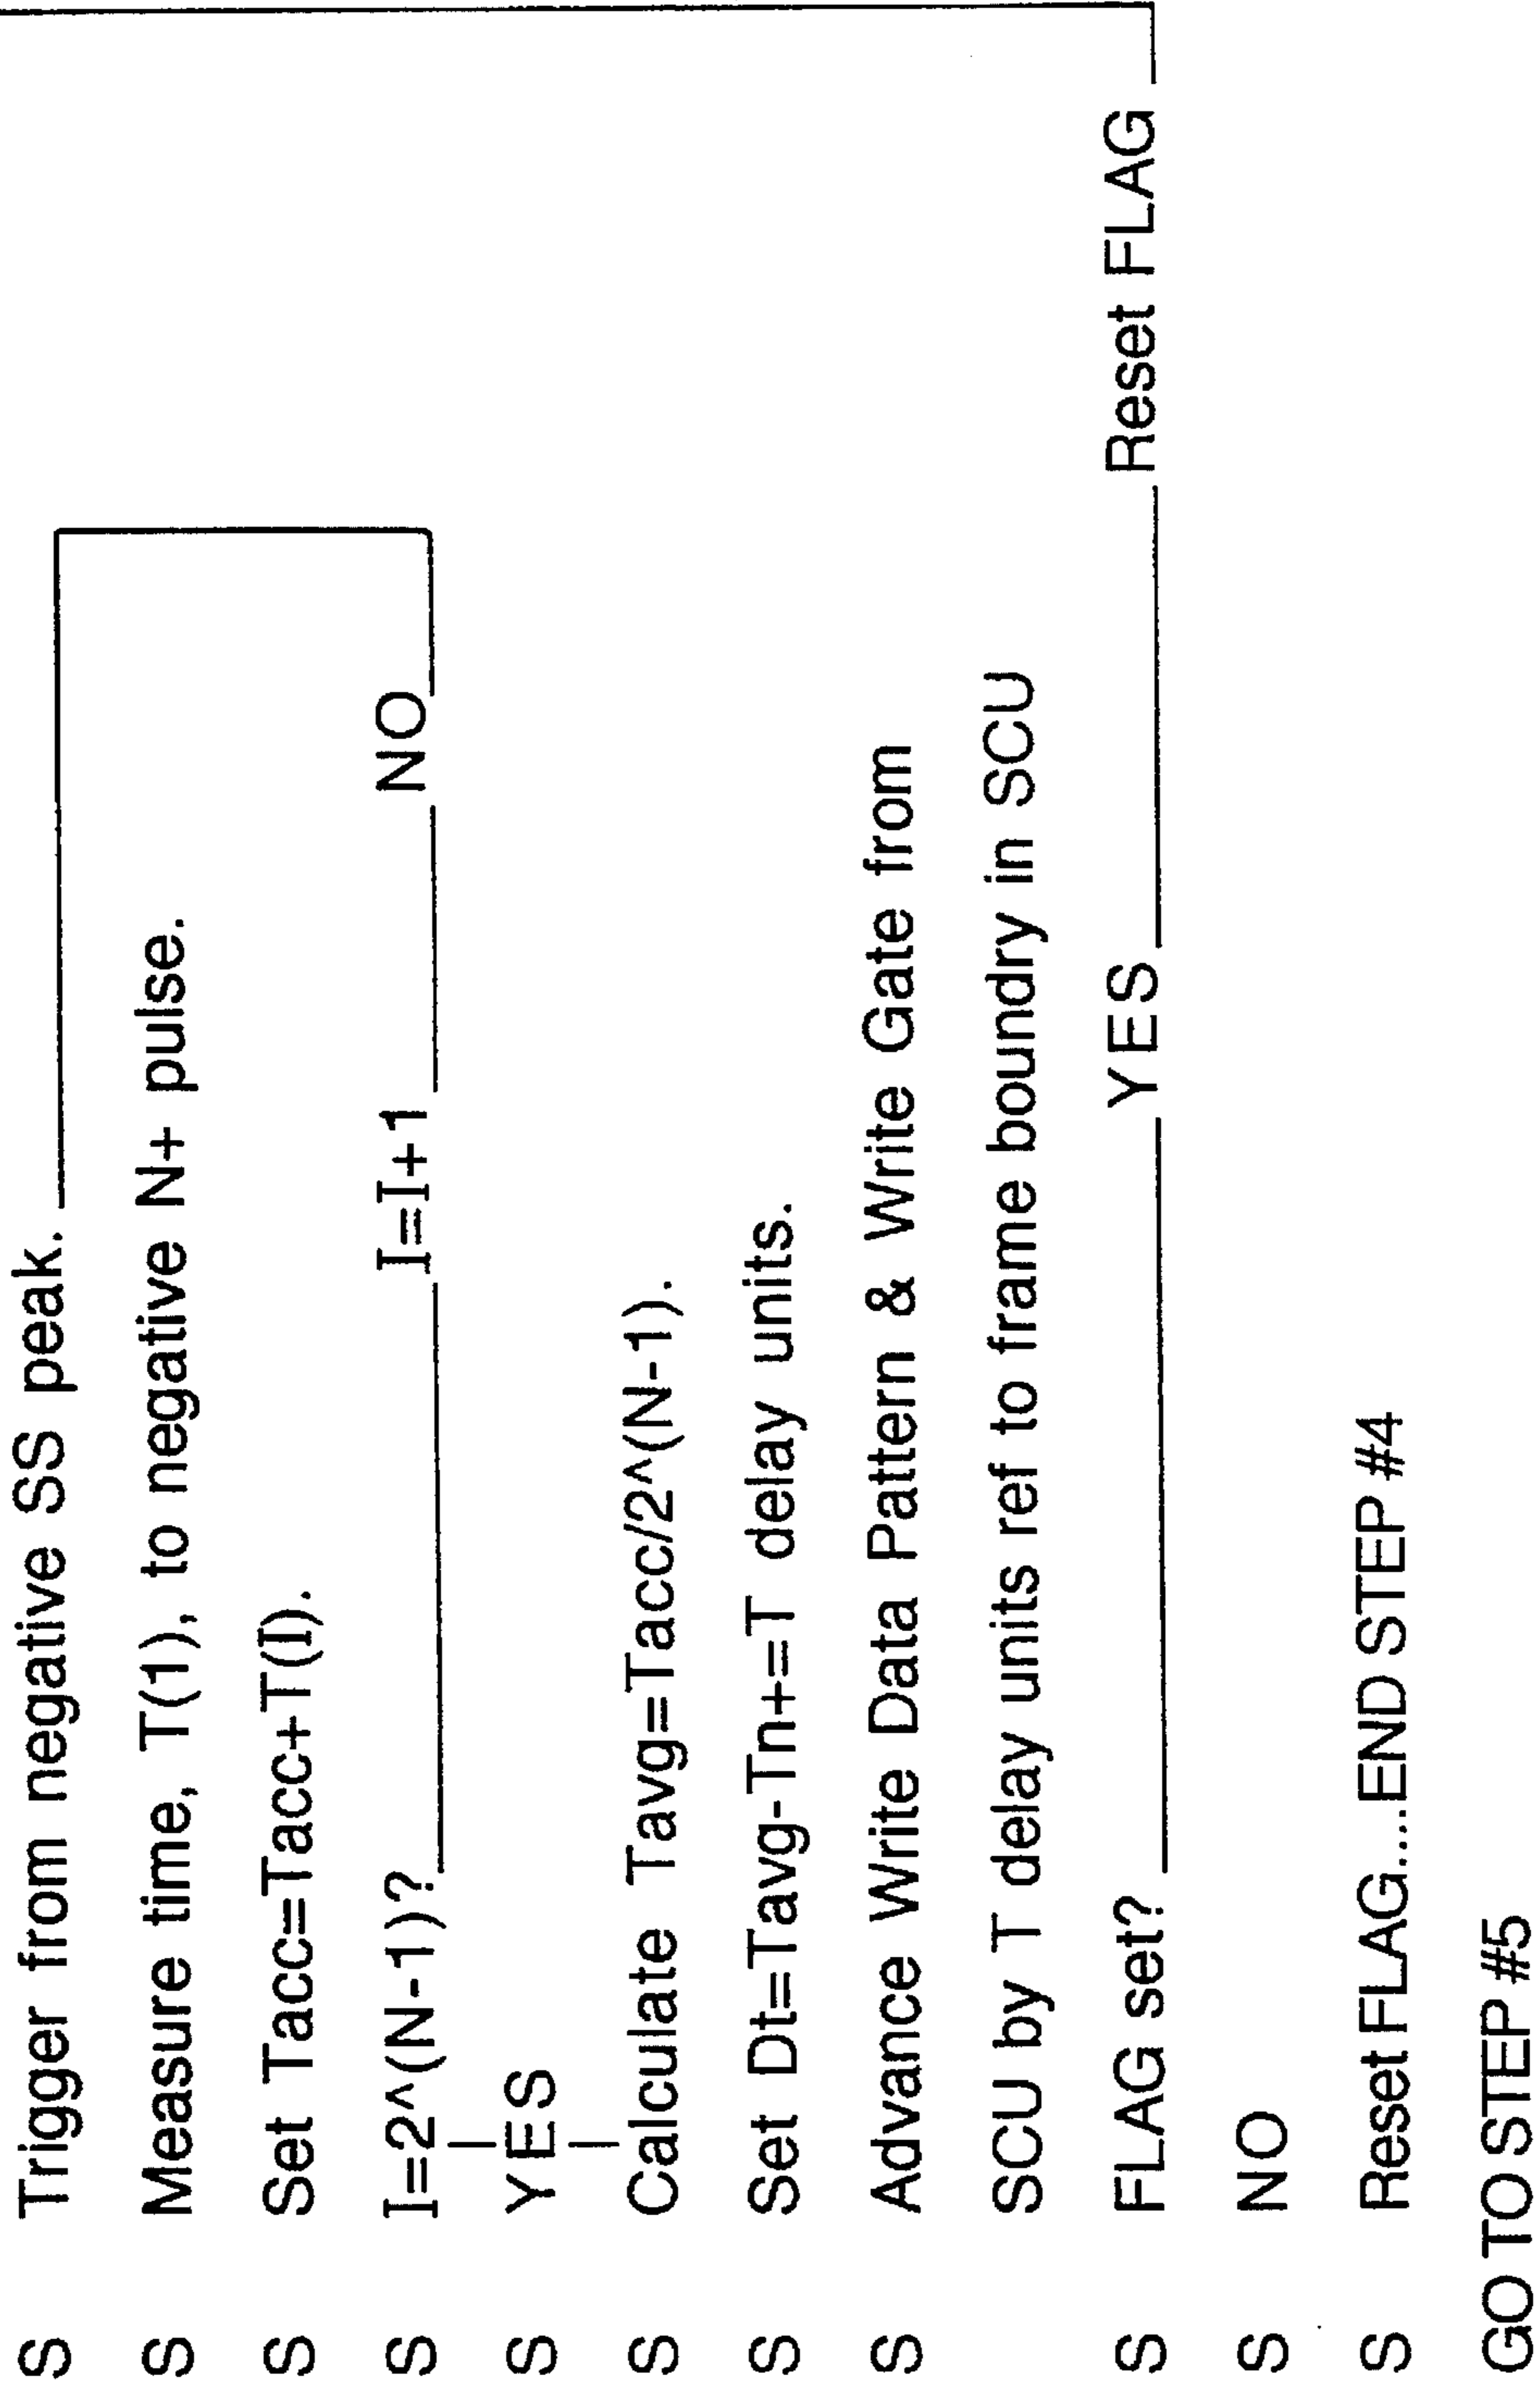 S Trigger from negative SS peak.
S Measure time, T(1), to negative N+ pulse.
S Set Tacc=Tacc+T(I).
S I=2^(N-1)? I=I+1 NO
S YES
S Calculate Tavg=Tacc/2^(N-1).
S Set Dt=Tavg-Tn+=T delay units.
S Advance Write Data Pattern & Write Gate from
SCU by T delay units ref to frame boundry in SCU
S FLAG set? YES Reset FLAG
S NO
S Reset FLAG....END STEP #4
GO TO STEP #5